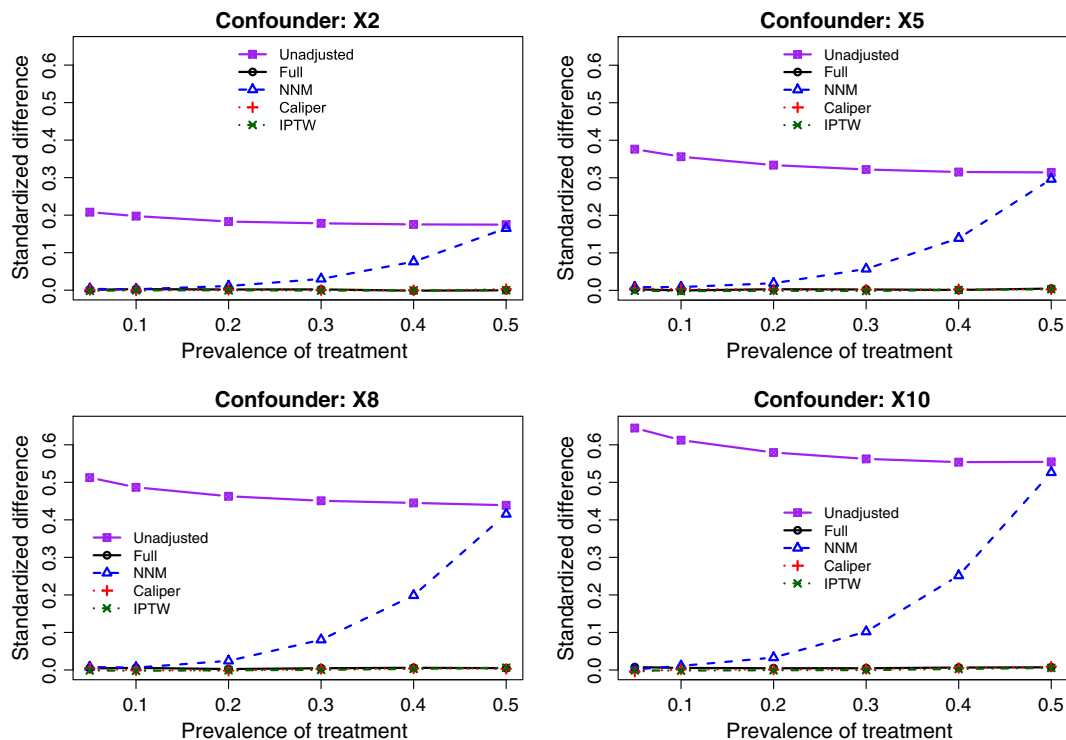 Confounder: X2
Standardized difference
0.0 0.1 0.2 0.3 0.4 0.5 0.6
Unadjusted
Full
NNM
Caliper
IPTW
0.1 0.2 0.3 0.4 0.5
Prevalence of treatment
Confounder: X5
Standardized difference
0.0 0.1 0.2 0.3 0.4 0.5 0.6
Unadjusted
Full
NNM
Caliper
IPTW
0.1 0.2 0.3 0.4 0.5
Prevalence of treatment
Confounder: X8
Standardized difference
0.0 0.1 0.2 0.3 0.4 0.5 0.6
Unadjusted
Full
NNM
Caliper
IPTW
0.1 0.2 0.3 0.4 0.5
Prevalence of treatment
Confounder: X10
Standardized difference
0.0 0.1 0.2 0.3 0.4 0.5 0.6
Unadjusted
Full
NNM
Caliper
IPTW
0.1 0.2 0.3 0.4 0.5
Prevalence of treatment